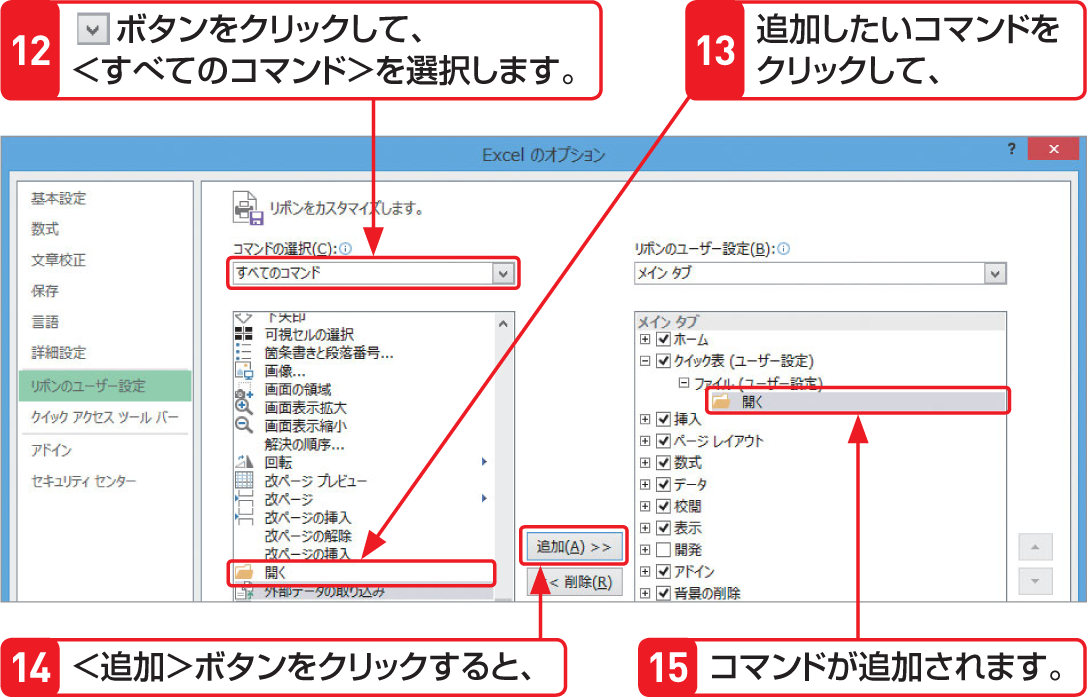 12 ボタンをクリックして、
<すべてのコマンド>を選択します。
13 追加したいコマンドを
クリックして、
Excel のオプション
?
基本設定
数式
文章校正
保存
言語
詳細設定
リボンのユーザー設定
クイック アクセス ツール バー
アドイン
セキュリティ センター
リボンをカスタマイズします。
コマンドの選択(C):
すべてのコマンド
下矢印
可視セルの選択
箇条書きと段落番号...
画像...
画面の領域
画面表示拡大
画面表示縮小
解決の順序...
回転
改ページ プレビュー
改ページ
改ページの挿入
改ページの解除
改ページの挿入
開く
外部データの取り込み
追加(A) >>
<< 削除(R)
リボンのユーザー設定(B):
メイン タブ
メイン タブ
ホーム
クイック表 (ユーザー設定)
ファイル (ユーザー設定)
開く
挿入
ページ レイアウト
数式
データ
校閲
表示
開発
アドイン
背景の削除
14 <追加>ボタンをクリックすると、
15 コマンドが追加されます。